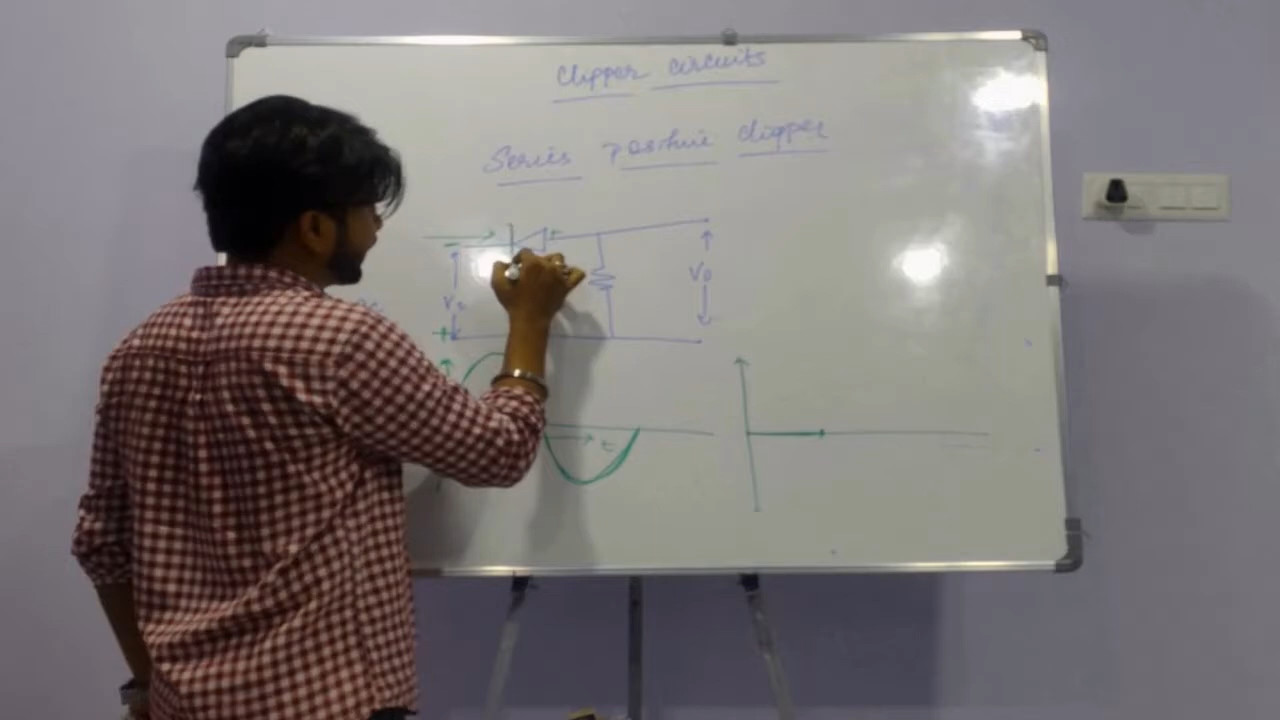 Clipper circuits
Series positive clipper
- +
Vo
+
t